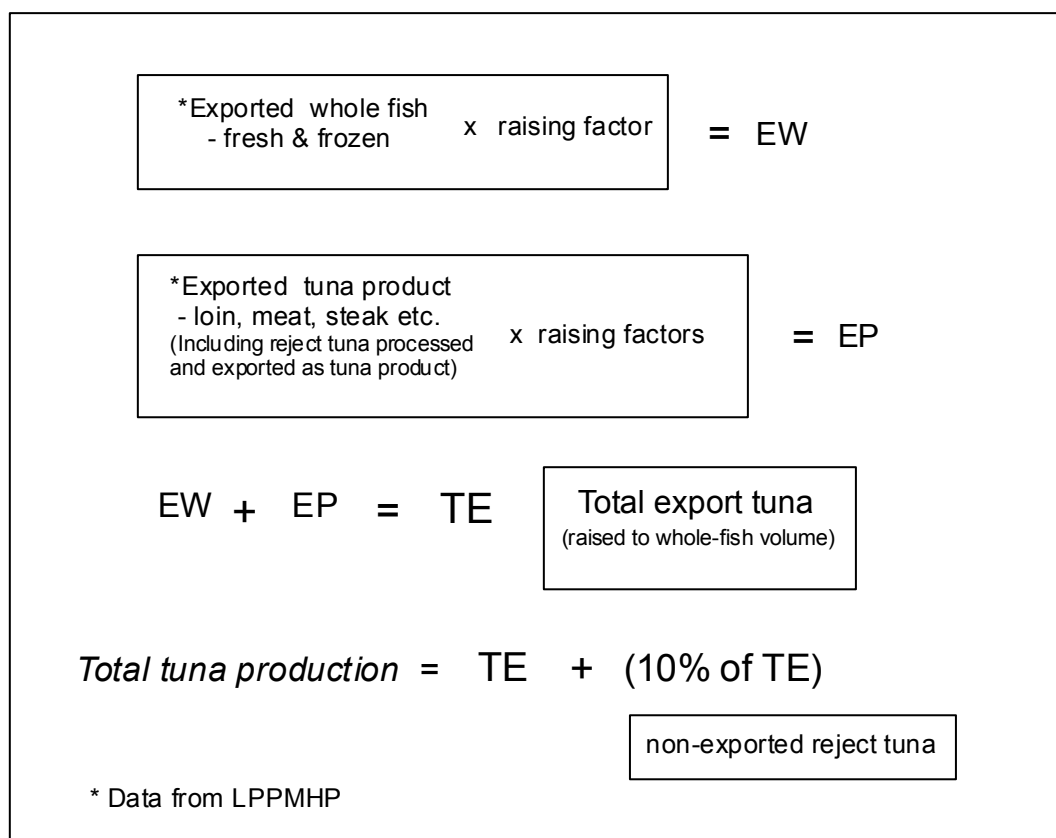 *Exported whole fish
- fresh & frozen
x raising factor
= EW
*Exported tuna product
- loin, meat, steak etc.
(Including reject tuna processed
and exported as tuna product)
x raising factors
= EP
EW + EP = TE
Total export tuna
(raised to whole-fish volume)
Total tuna production = TE + (10% of TE)
non-exported reject tuna
* Data from LPPMHP